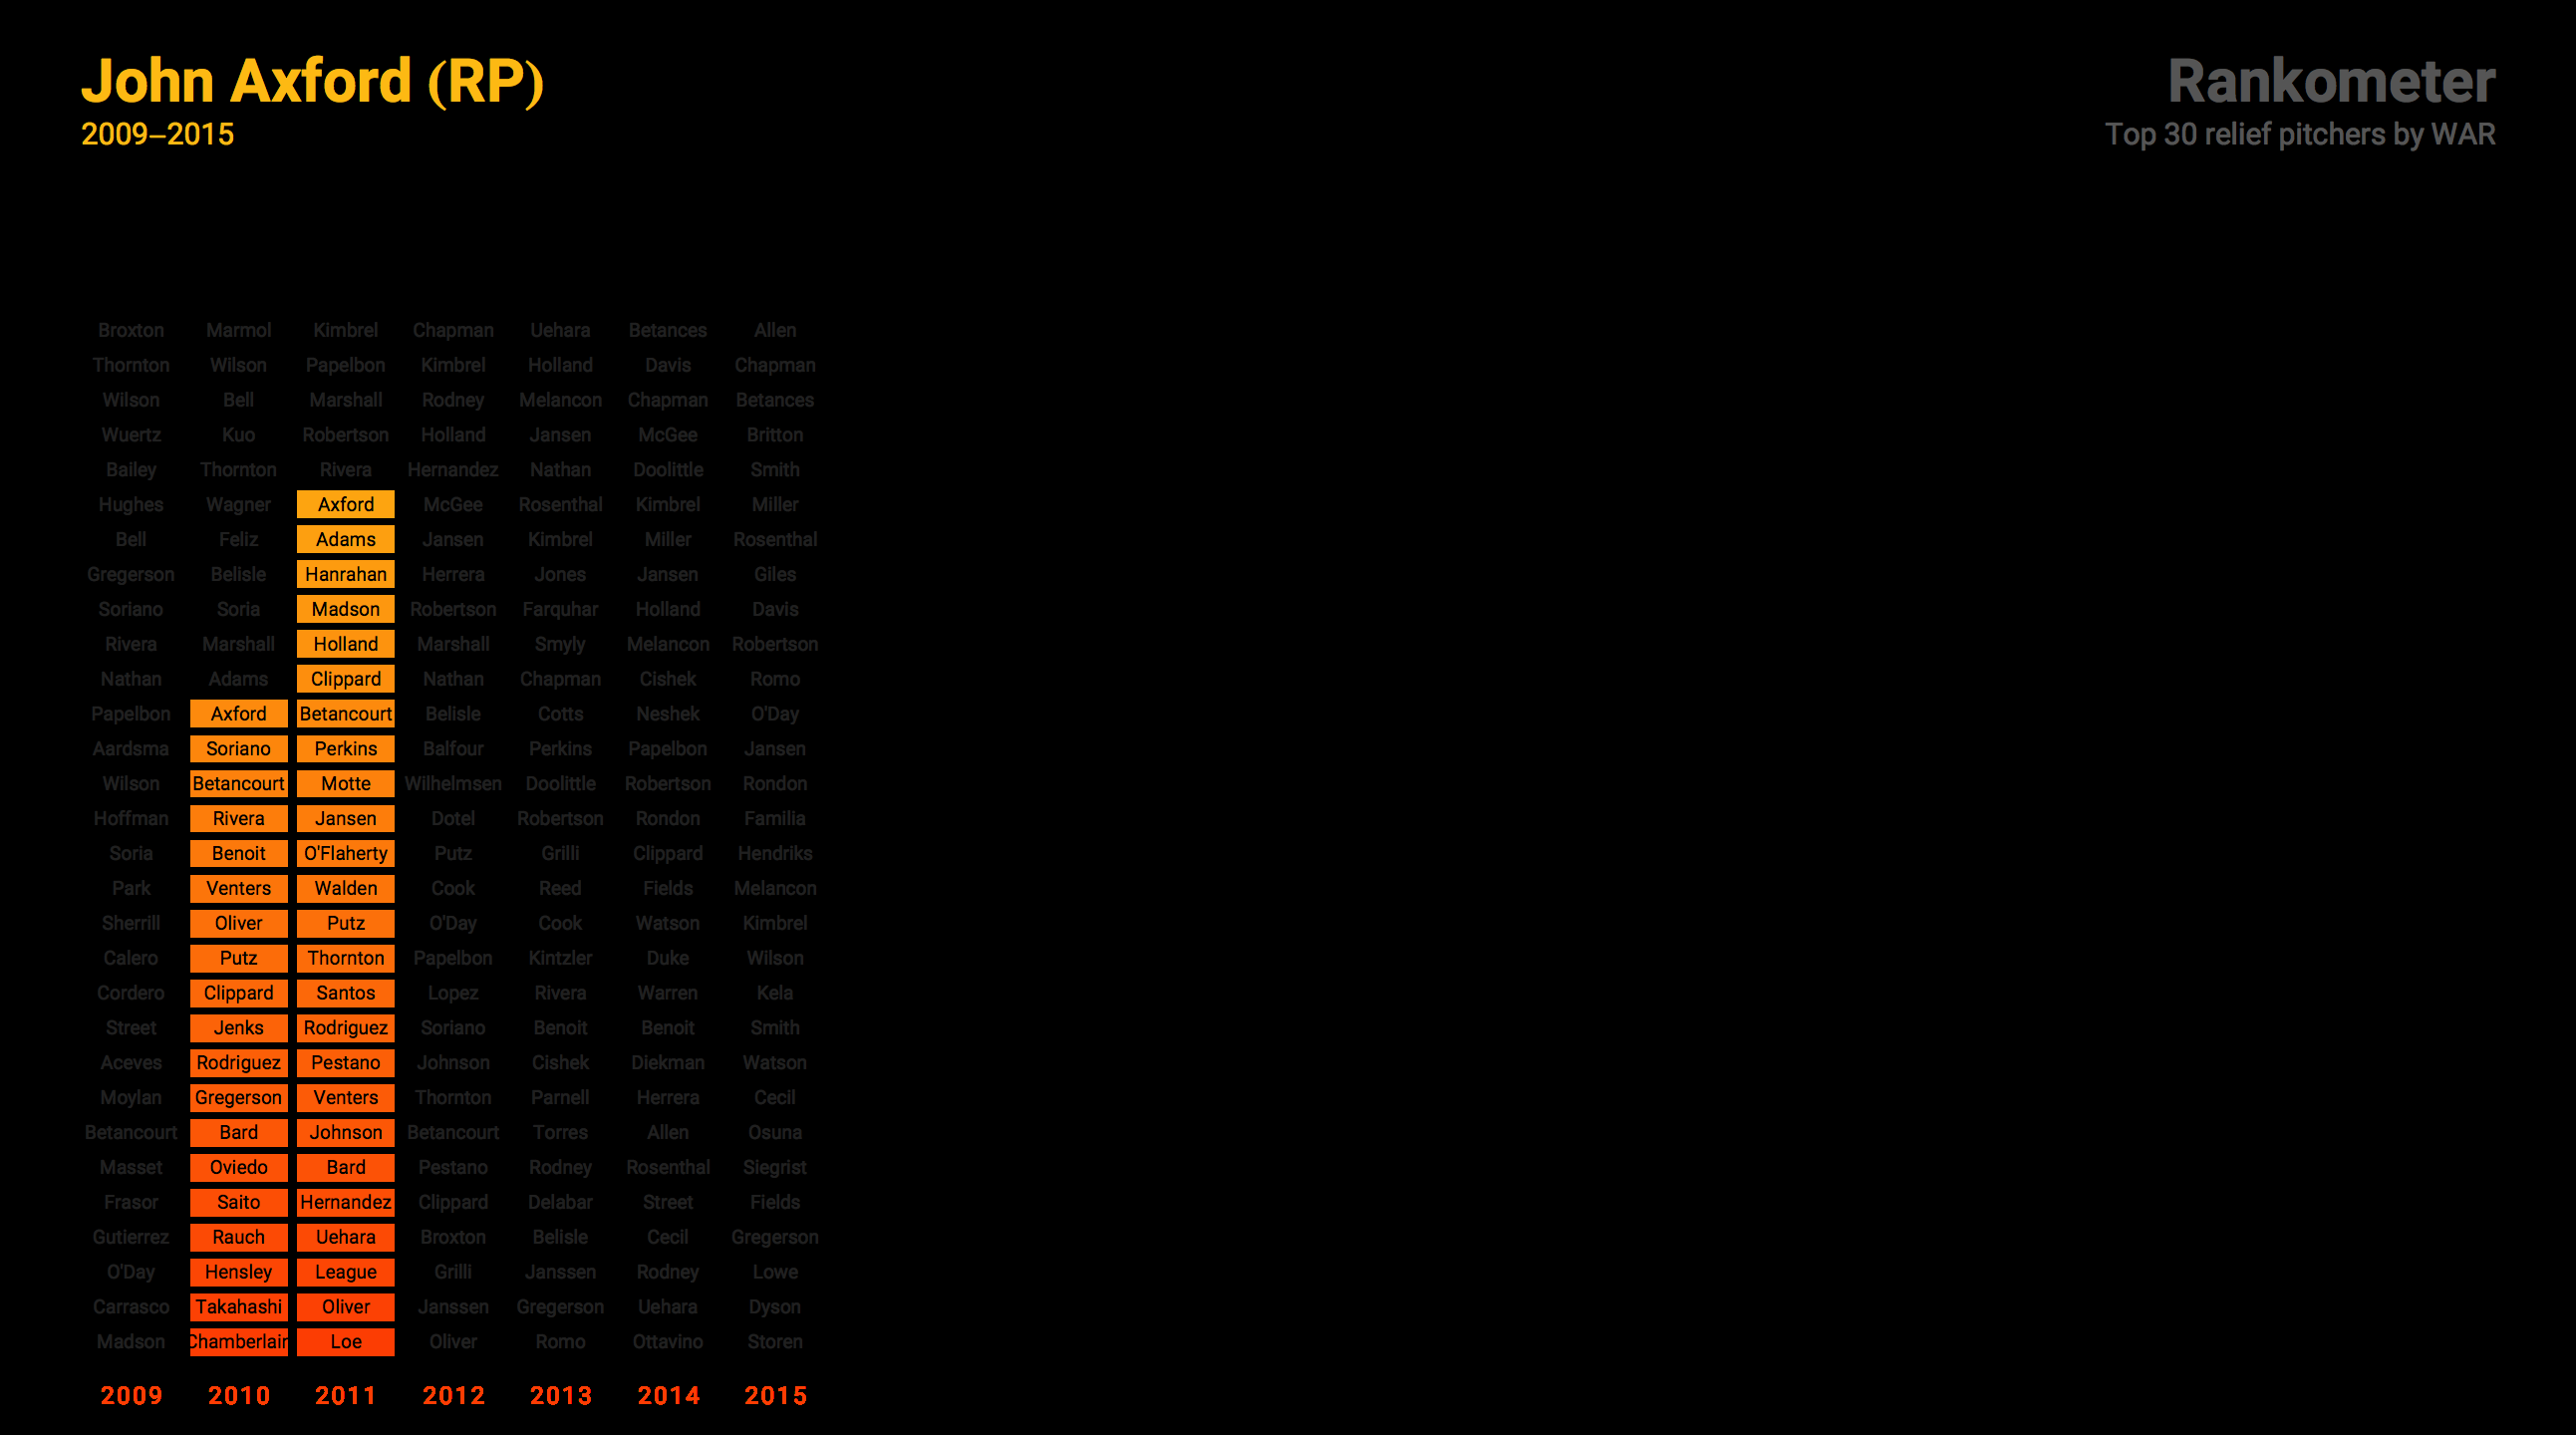 John Axford (RP)
2009–2015
Rankometer
Top 30 relief pitchers by WAR
Broxton Marmol Kimbrel Chapman Uehara Betances Allen
Thornton Wilson Papelbon Kimbrel Holland Davis Chapman
Wilson Bell Marshall Rodney Melancon Chapman Betances
Wuertz Kuo Robertson Holland Jansen McGee Britton
Bailey Thornton Rivera Hernandez Nathan Doolittle Smith
Hughes Wagner Axford McGee Rosenthal Kimbrel Miller
Bell Feliz Adams Jansen Kimbrel Miller Rosenthal
Gregerson Belisle Hanrahan Herrera Jones Jansen Giles
Soriano Soria Madson Robertson Farquhar Holland Davis
Rivera Marshall Holland Marshall Smyly Melancon Robertson
Nathan Adams Clippard Nathan Chapman Cishek Romo
Papelbon Axford Betancourt Belisle Cotts Neshek O'Day
Aardsma Soriano Perkins Balfour Perkins Papelbon Jansen
Wilson Betancourt Motte Wilhelmsen Doolittle Robertson Rondon
Hoffman Rivera Jansen Dotel Robertson Rondon Familia
Soria Benoit O'Flaherty Putz Grilli Clippard Hendriks
Park Venters Walden Cook Reed Fields Melancon
Sherrill Oliver Putz O'Day Cook Watson Kimbrel
Calero Putz Thornton Papelbon Kintzler Duke Wilson
Cordero Clippard Santos Lopez Rivera Warren Kela
Street Jenks Rodriguez Soriano Benoit Benoit Smith
Aceves Rodriguez Pestano Johnson Cishek Diekman Watson
Moylan Gregerson Venters Thornton Parnell Herrera Cecil
Betancourt Bard Johnson Betancourt Torres Allen Osuna
Masset Oviedo Bard Pestano Rodney Rosenthal Siegrist
Frasor Saito Hernandez Clippard Delabar Street Fields
Gutierrez Rauch Uehara Broxton Belisle Cecil Gregerson
O'Day Hensley League Grilli Janssen Rodney Lowe
Carrasco Takahashi Oliver Janssen Gregerson Uehara Dyson
Madson Chamberlain Loe Oliver Romo Ottavino Storen
2009 2010 2011 2012 2013 2014 2015